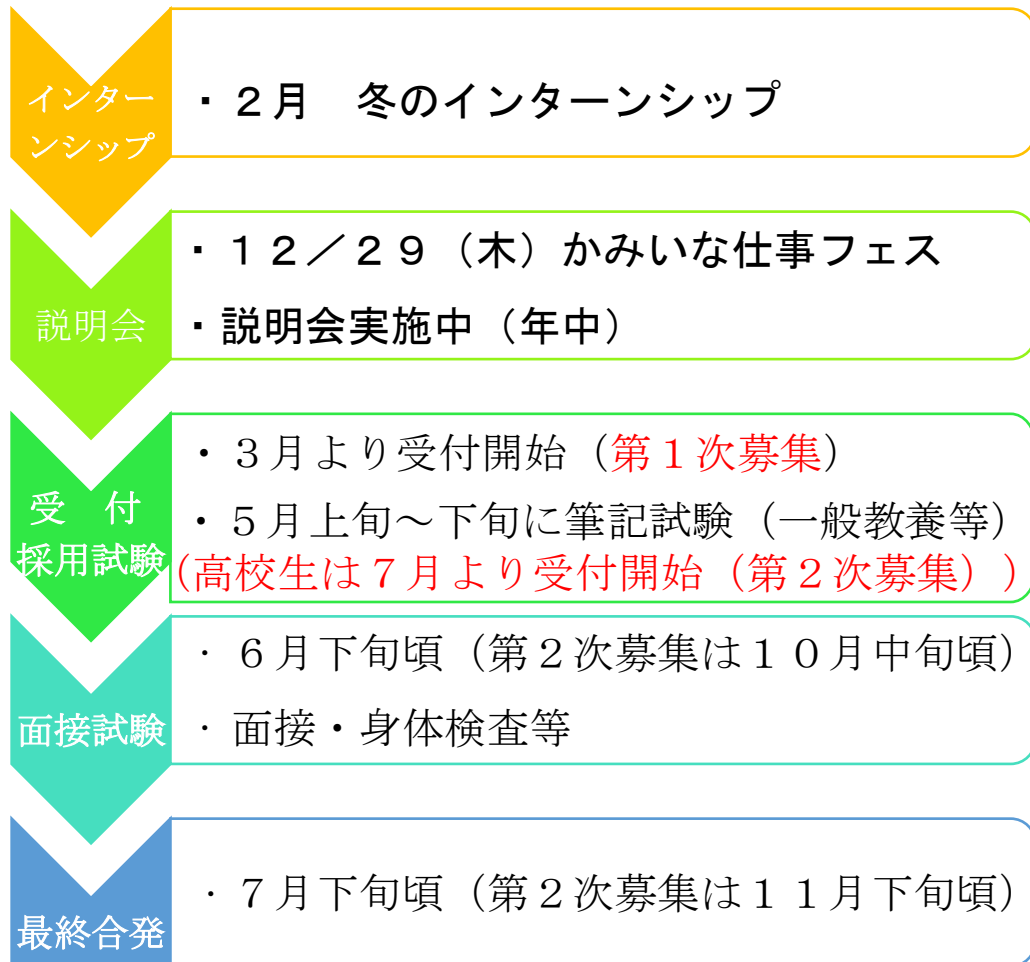 インター
ンシップ
・２月　冬のインターンシップ
説明会
・１２／２９（木）かみいな仕事フェス
・説明会実施中（年中）
受　付
採用試験
・３月より受付開始（第１次募集）
・５月上旬～下旬に筆記試験（一般教養等）
（高校生は７月より受付開始（第２次募集））
面接試験
・６月下旬頃（第２次募集は１０月中旬頃）
・面接・身体検査等
最終合発
・７月下旬頃（第２次募集は１１月下旬頃）